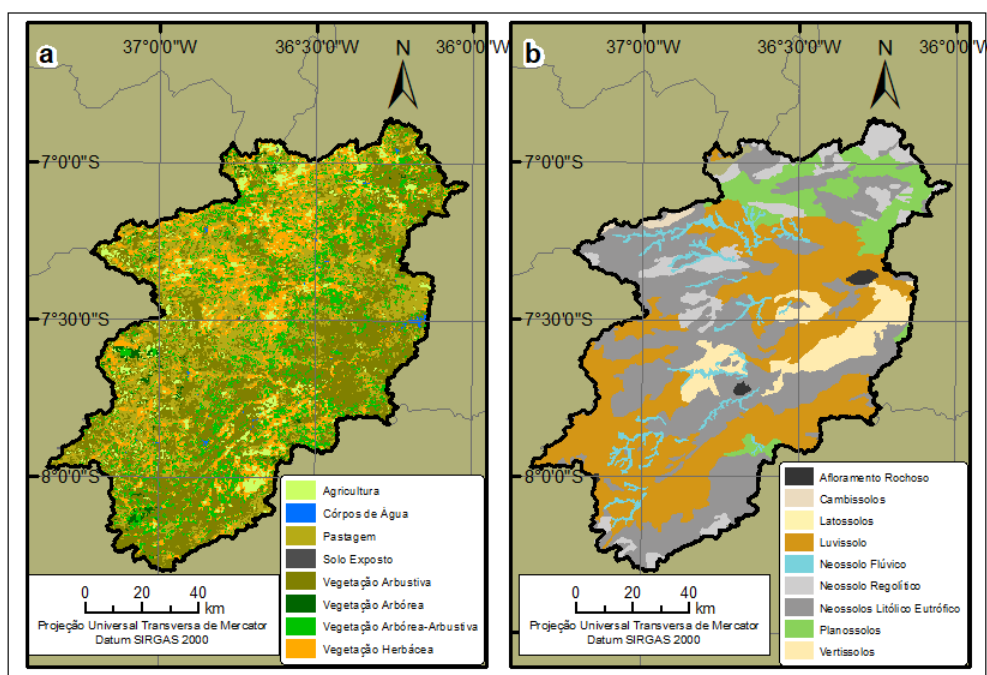 a
37°0'0"W 36°30'0"W 36°0'0"W
N
7°0'0"S
7°30'0"S
8°0'0"S
Agricultura
Córpos de Àgua
Pastagem
Solo Exposto
Vegetação Arbustiva
Vegetação Arbórea
Vegetação Arbórea-Arbustiva
Vegetação Herbácea
0 20 40
km
Projeção Universal Transversa de Mercator
Datum SIRGAS 2000
b
37°0'0"W 36°30'0"W 36°0'0"W
N
7°0'0"S
7°30'0"S
8°0'0"S
Afloramento Rochoso
Cambissolos
Latossolos
Luvissolo
Neossolo Flúvico
Neossolo Regolítico
Neossolos Litólico Eutrófico
Planossolos
Vertissolos
0 20 40
km
Projeção Universal Transversa de Mercator
Datum SIRGAS 2000